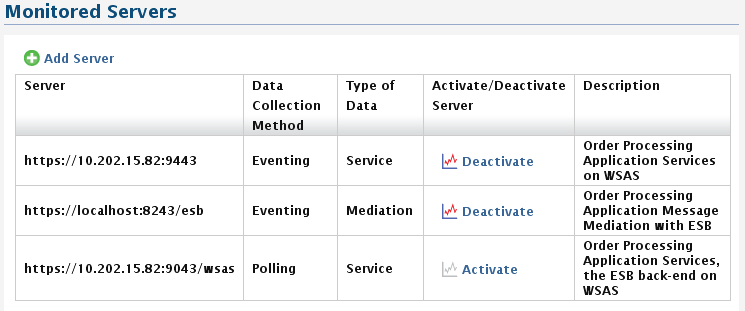 Monitored Servers
Add Server
Server
Data
Collection
Method
Type of
Data
Activate/Deactivate
Server
Description
https://10.202.15.82:9443
Eventing
Service
Deactivate
Order Processing
Application Services
on WSAS
https://localhost:8243/esb
Eventing
Mediation
Deactivate
Order Processing
Application Message
Mediation with ESB
https://10.202.15.82:9043/wsas
Polling
Service
Activate
Order Processing
Application Services,
the ESB back-end on
WSAS